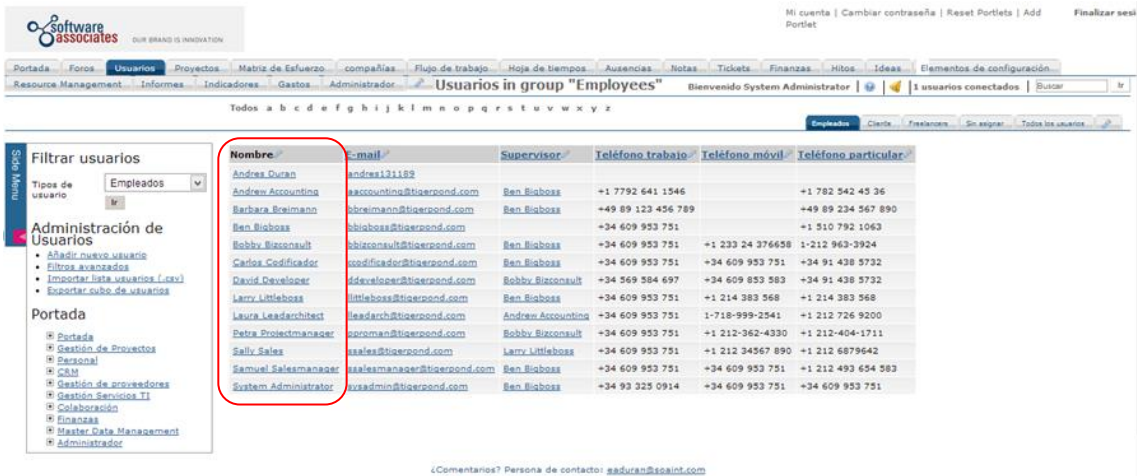 Mi cuenta | Cambiar contraseña | Reset Portlets | Add Portlet
Finalizar sesi
software associates
OUR BRAND IS INNOVATION
Portada Foros Usuarios Proyectos Matriz de Esfuerzo compañías Flujo de trabajo Hoja de tiempos Ausencias Notas Tickets Finanzas Hitos Ideas Elementos de configuración
Resource Management Informes Indicadores Gastos Administrador Usuarios in group "Employees" Bienvenido System Administrator | | 1 usuarios conectados | Buscar Ir
Todos a b c d e f g h i j k l m n o p q r s t u v w x y z
Empleados Cliente Freelancers Sin asignar Todos los usuarios
Side Menu
Filtrar usuarios
Tipos de usuario Empleados
Ir
Administración de Usuarios
Añadir nuevo usuario
Filtros avanzados
Importar lista usuarios (.csv)
Exportar cubo de usuarios
Portada
Portada
Gestión de Proyectos
Personal
CRM
Gestión de proveedores
Gestión Servicios TI
Colaboración
Finanzas
Master Data Management
Administrador
Nombre E-mail Supervisor Teléfono trabajo Teléfono móvil Teléfono particular
Andres Duran andres131189
Andrew Accounting aaccounting@tigerpond.com Ben Bigboss +1 7792 641 1546 +1 782 542 45 36
Barbara Breimann bbreimann@tigerpond.com Ben Bigboss +49 89 123 456 789 +49 89 234 567 890
Ben Bigboss bbigboss@tigerpond.com +34 609 953 751 +1 510 792 1063
Bobby Bizconsult bbizconsult@tigerpond.com Ben Bigboss +34 609 953 751 +1 233 24 376658 1-212 963-3924
Carlos Codificador ccodificador@tigerpond.com Ben Bigboss +34 609 953 751 +34 609 953 751 +34 91 438 5732
David Developer ddeveloper@tigerpond.com Bobby Bizconsult +34 569 584 697 +34 609 853 583 +34 91 438 5732
Larry Littleboss llittleboss@tigerpond.com Ben Bigboss +34 609 953 751 +1 214 383 568 +1 214 383 568
Laura Leadarchitect lleadarch@tigerpond.com Andrew Accounting +34 609 953 751 1-718-999-2541 +1 212 726 9200
Petra Projectmanager pproman@tigerpond.com Bobby Bizconsult +34 609 953 751 +1 212-362-4330 +1 212-404-1711
Sally Sales ssales@tigerpond.com Larry Littleboss +34 609 953 751 +1 212 34567 890 +1 212 6879642
Samuel Salesmanager ssalesmanager@tigerpond.com Ben Bigboss +34 609 953 751 +34 609 953 751 +1 212 493 654 583
System Administrator sysadmin@tigerpond.com Ben Bigboss +34 93 325 0914 +34 609 953 751 +34 609 953 751
¿Comentarios? Persona de contacto: eaduran@soaint.com